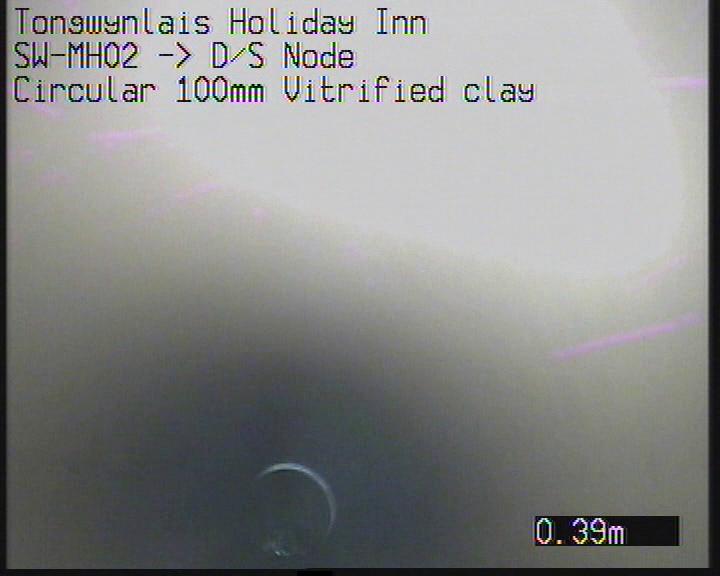 Tongwynlais Holiday Inn
SW-MH02 -> D/S Node
Circular 100mm Vitrified clay
0.39m